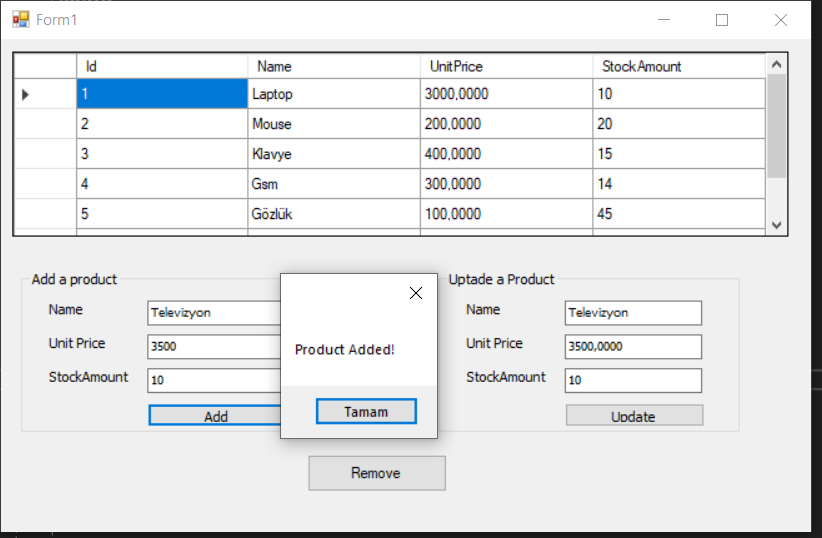 Form1
Id Name UnitPrice StockAmount
1 Laptop 3000,0000 10
2 Mouse 200,0000 20
3 Klavye 400,0000 15
4 Gsm 300,0000 14
5 Gözlük 100,0000 45
Add a product
Name Televizyon
Unit Price 3500
StockAmount 10
Add
Product Added!
Tamam
Uptade a Product
Name Televizyon
Unit Price 3500,0000
StockAmount 10
Update
Remove